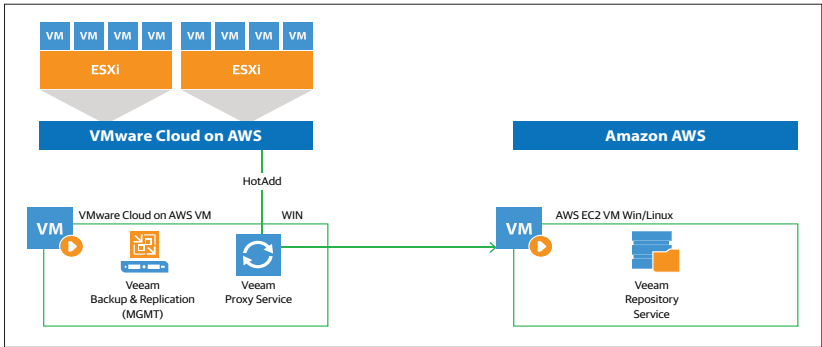 VM VM VM VM VM VM VM VM
ESXi ESXi
VMware Cloud on AWS
Amazon AWS
HotAdd
VMware Cloud on AWS VM
WIN
AWS EC2 VM Win/Linux
VM
VM
Veeam
Backup & Replication
(MGMT)
Veeam
Proxy Service
Veeam
Repository
Service